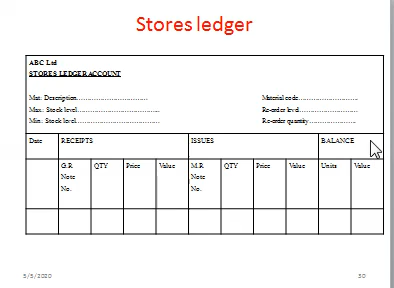 Stores ledger
ABC Ltd
STORES LEDGER ACCOUNT
Mat: Description................................ Material code...........................
Max: Stock level..................................... Re-order level..........................
Min: Stock level..................................... Re-order quantity.....................
Date RECEIPTS ISSUES BALANCE
G.R. Note No. QTY Price Value M.R Note No. QTY Price Value Units Value
5/5/2020 50